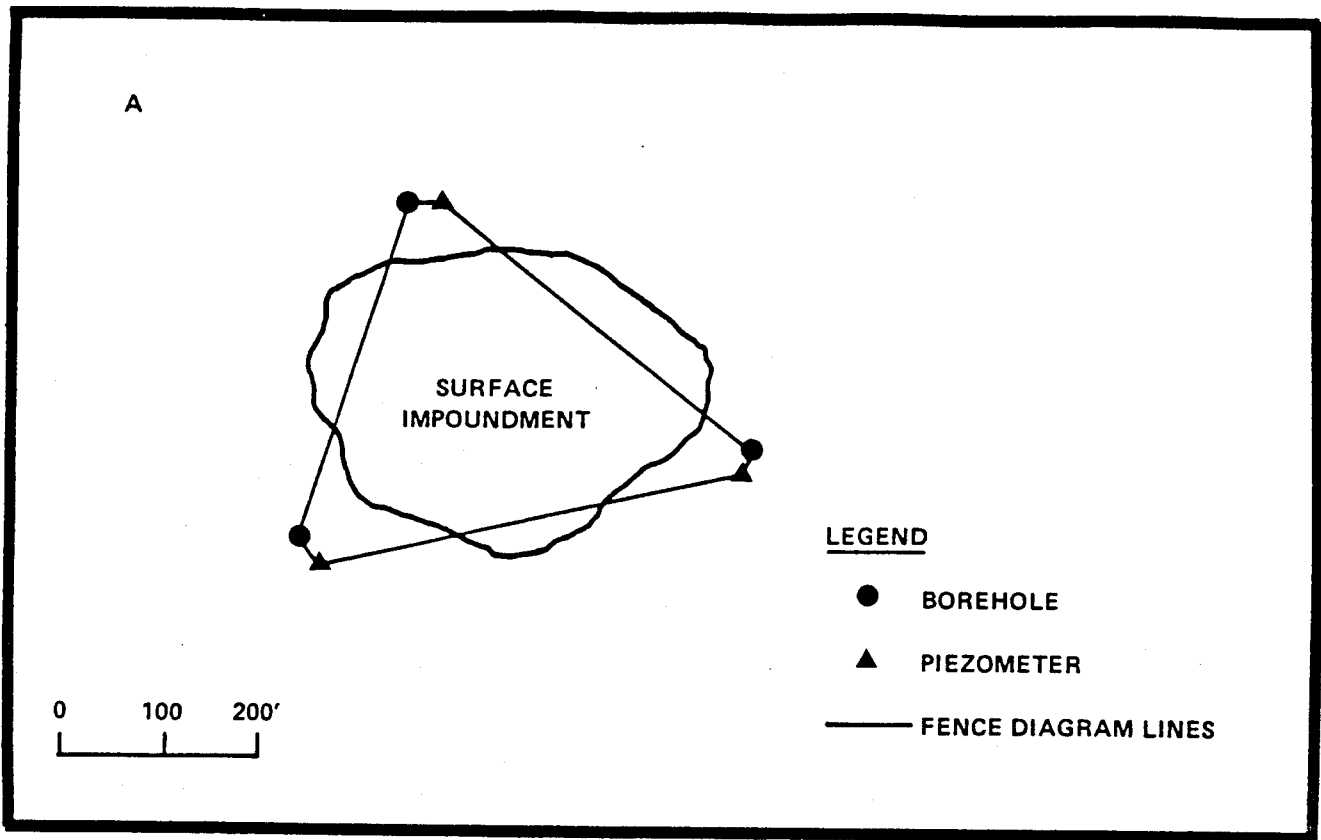 A
SURFACE
IMPOUNDMENT
LEGEND
BOREHOLE
PIEZOMETER
FENCE DIAGRAM LINES
0 100 200′